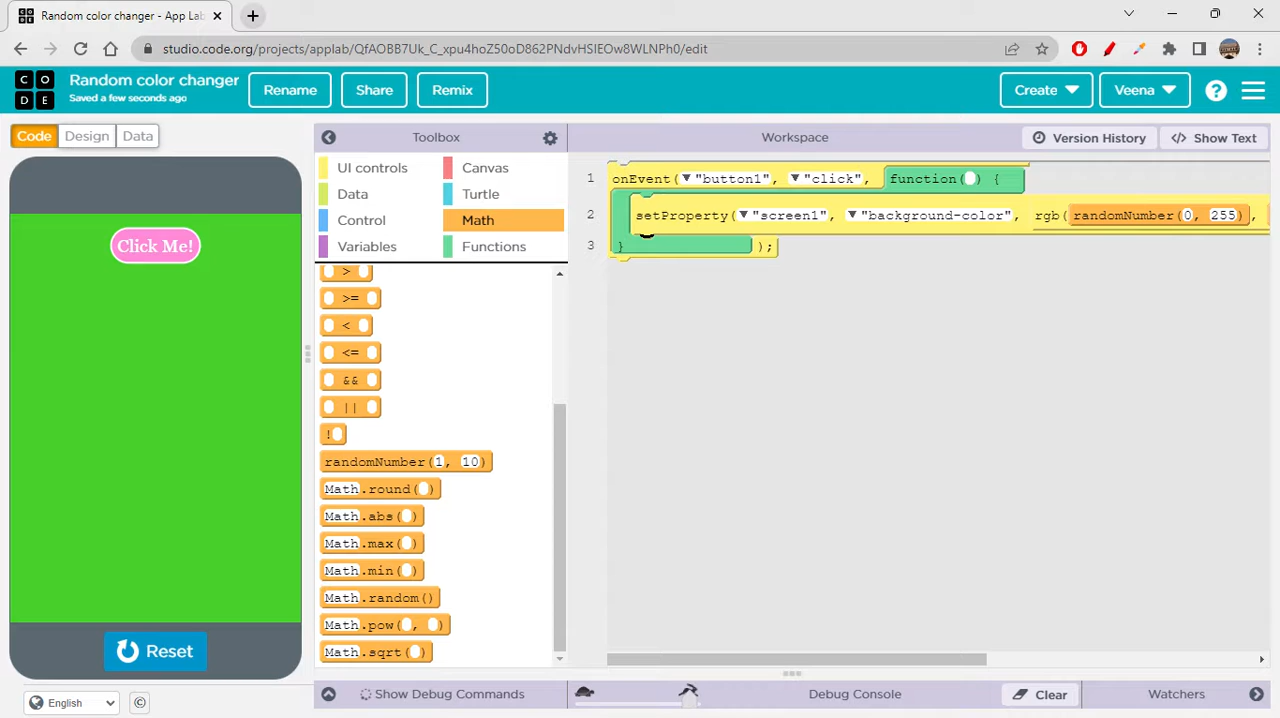 Random color changer - App Lab
studio.code.org/projects/applab/QfAOBB7Uk_C_xpu4hoZ50oD862PNdvHSIEOw8WLNPh0/edit
C O
D E
Random color changer
Saved a few seconds ago
Rename
Share
Remix
Create
Veena
?
Code
Design
Data
Toolbox
Workspace
Version History
</> Show Text
UI controls
Canvas
Data
Turtle
Control
Math
Variables
Functions
Click Me!
>
>=
<
<=
&&
||
!
randomNumber(1, 10)
Math.round( )
Math.abs( )
Math.max( )
Math.min( )
Math.random()
Math.pow( , )
Math.sqrt( )
1 onEvent(▼"button1", ▼"click", function( ) {
2 setProperty(▼"screen1", ▼"background-color", rgb(randomNumber(0, 255),
3 } );
Reset
English
©
Show Debug Commands
Debug Console
Clear
Watchers